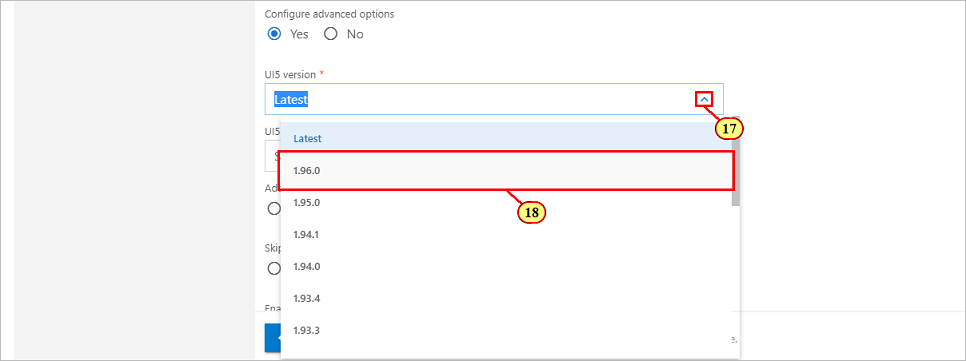 Configure advanced options
Yes No
UI5 version *
Latest
17
UI5
Latest
S
1.96.0
Ad
1.95.0
18
1.94.1
Skip
1.94.0
1.93.4
Ena
1.93.3
e.